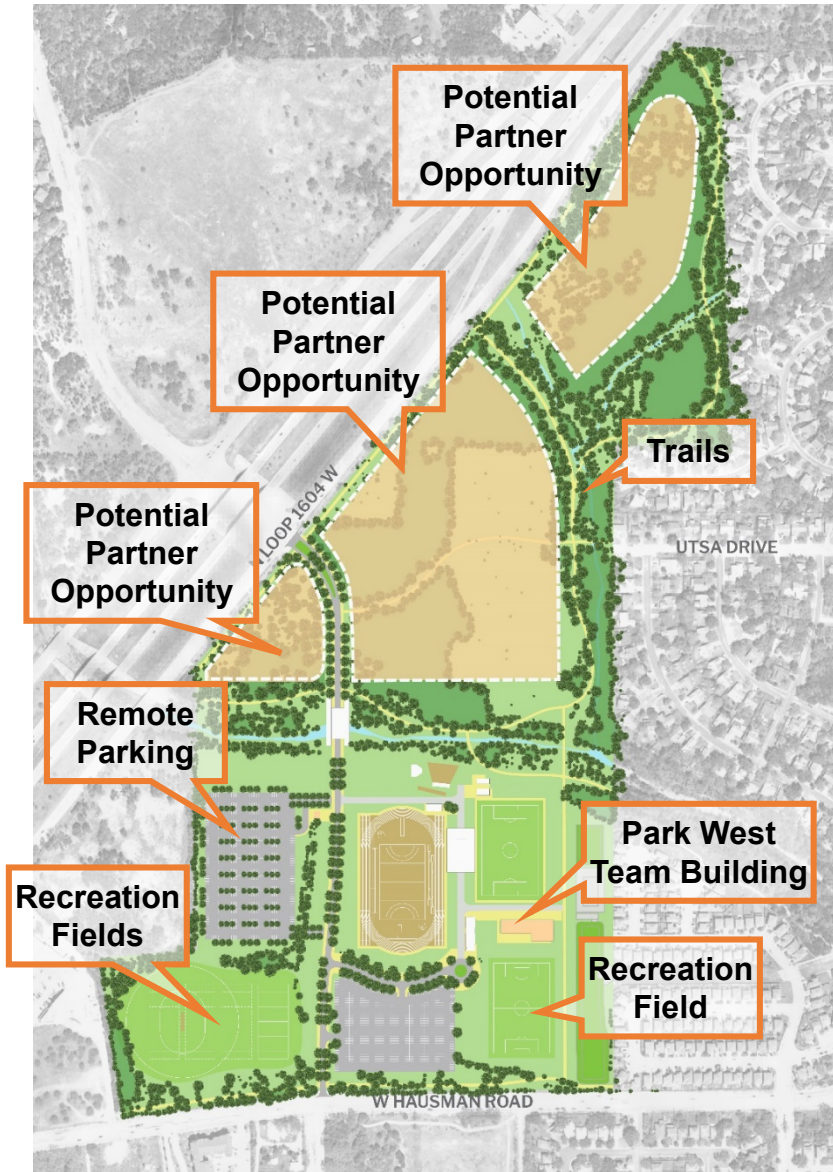 Potential
Partner
Opportunity
Potential
Partner
Opportunity
Trails
Potential
Partner
Opportunity
LOOP 1604 W
UTSA DRIVE
Remote
Parking
Park West
Team Building
Recreation
Fields
Recreation
Field
W HAUSMAN ROAD